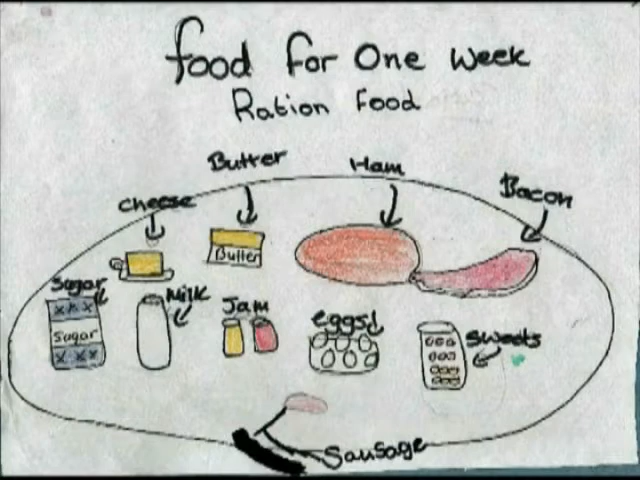 food for One Week
Ration Food
Butter
Ham
cheese
Bacon
Butter
Sugar
Milk
Jam
eggs
Sugar
Sweets
Sausage